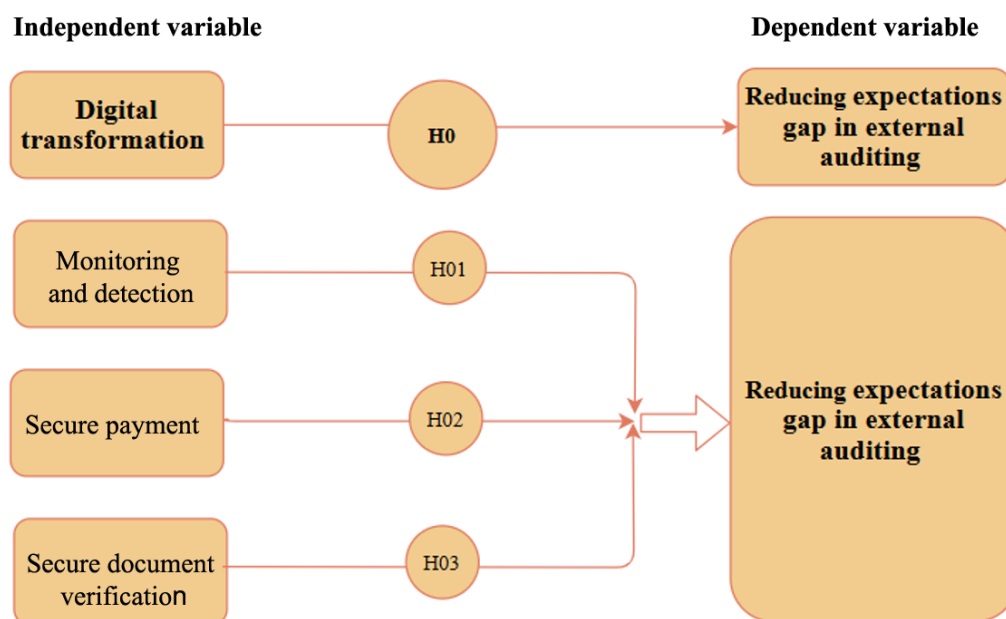 Independent variable
Dependent variable
Digital
transformation
H0
Reducing expectations
gap in external
auditing
Monitoring
and detection
H01
Secure payment
H02
Reducing expectations
gap in external
auditing
Secure document
verification
H03